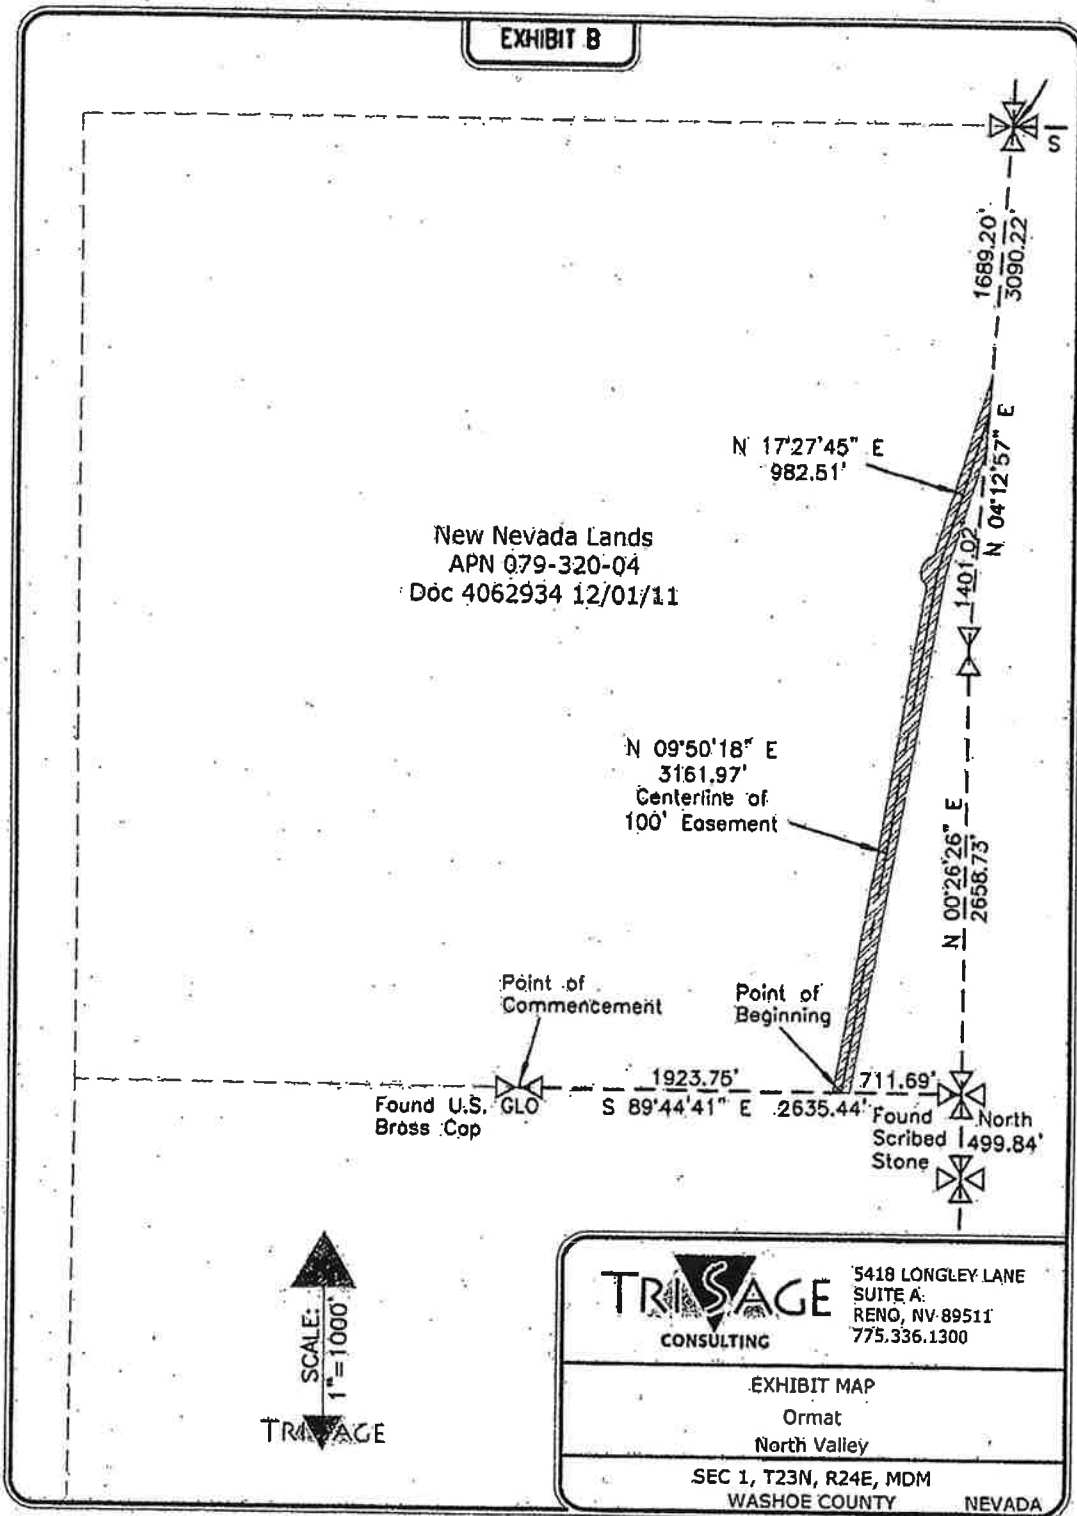 EXHIBIT B
S
1689.20'
3090.22'
N 17°27'45" E
982.51'
N 04°12'57" E
1401.02
New Nevada Lands
APN 079-320-04
Doc 4062934 12/01/11
N 09°50'18" E
3161.97'
Centerline of
100' Easement
N 00°26'26" E
2658.73'
Point of
Commencement
Point of
Beginning
1923.75'
711.69'
Found U.S. GLO
Brass Cap
S 89°44'41" E
2635.44'
Found
Scribed
Stone
North
499.84'
SCALE:
1"=1000'
TRISAGE
TRISAGE
CONSULTING
5418 LONGLEY LANE
SUITE A
RENO, NV 89511
775.336.1300
EXHIBIT MAP
Ormat
North Valley
SEC 1, T23N, R24E, MDM
WASHOE COUNTY NEVADA